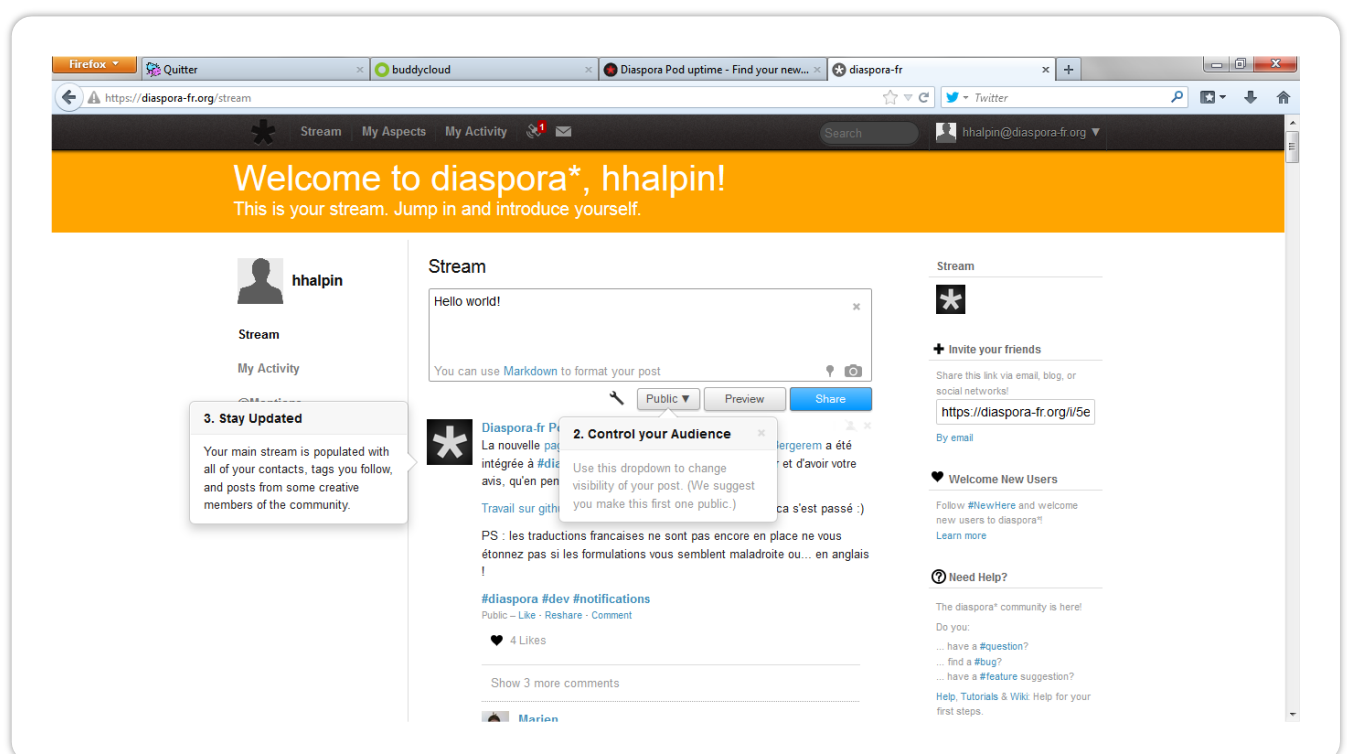 Firefox
Quitter
buddycloud
Diaspora Pod uptime - Find your new...
diaspora-fr
https://diaspora-fr.org/stream
Twitter
Stream My Aspects My Activity 1
Search
hhalpin@diaspora-fr.org ▼
Welcome to diaspora*, hhalpin!
This is your stream. Jump in and introduce yourself.
hhalpin
Stream
My Activity
@Mentions
3. Stay Updated
Your main stream is populated with
all of your contacts, tags you follow,
and posts from some creative
members of the community.
Stream
Hello world!
You can use Markdown to format your post
Public ▼
Preview
Share
2. Control your Audience
Use this dropdown to change
visibility of your post. (We suggest
you make this first one public.)
Diaspora-fr
La nouvelle Bergerem a été
intégrée à r et d'avoir votre
avis, qu'en
Travail sur ca s'est passé :)
PS : les traductions francaises ne sont pas encore en place ne vous
étonnez pas si les formulations vous semblent maladroite ou... en anglais
!
#diaspora #dev #notifications
Public – Like - Reshare - Comment
4 Likes
Show 3 more comments
Marien
Stream
Invite your friends
Share this link via email, blog, or
social networks!
https://diaspora-fr.org/i/5e
By email
Welcome New Users
Follow #NewHere and welcome
new users to diaspora*!
Learn more
Need Help?
The diaspora* community is here!
Do you:
... have a #question?
... find a #bug?
... have a #feature suggestion?
Help, Tutorials & Wiki: Help for your
first steps.